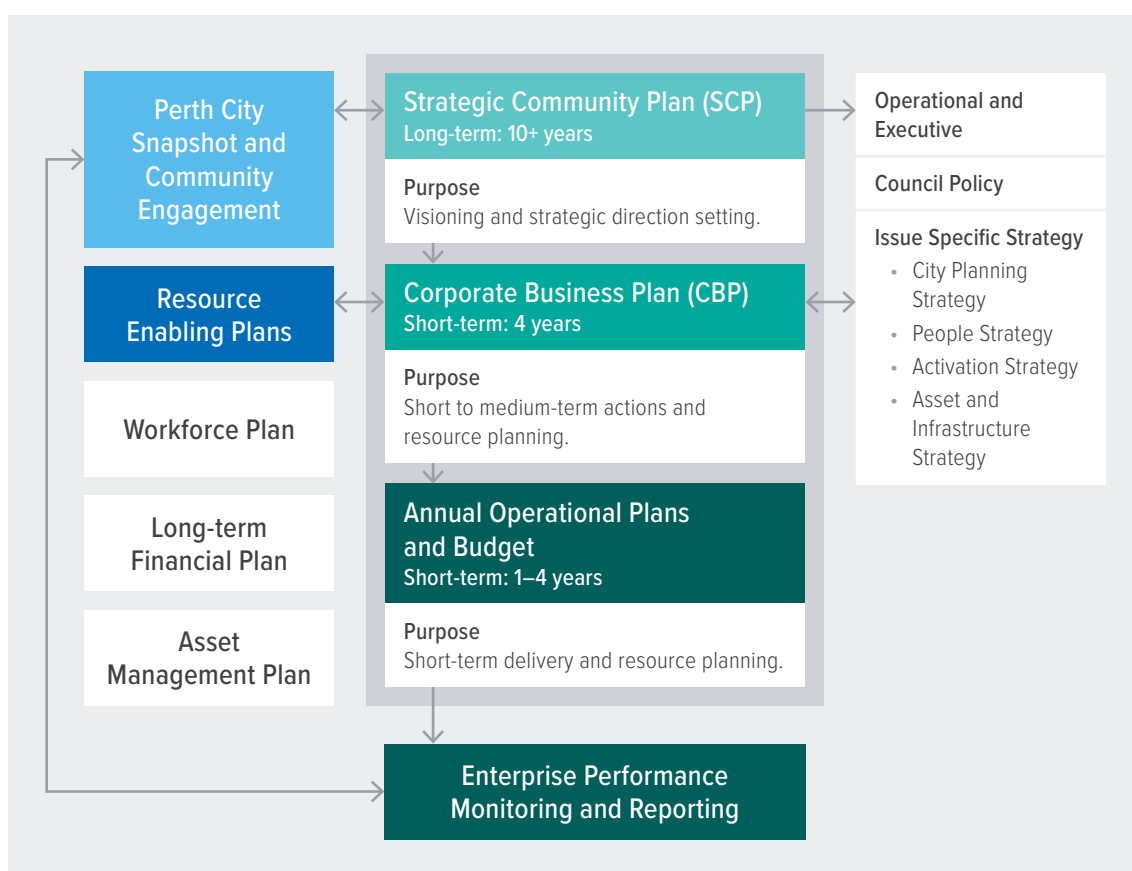 Perth City
Snapshot and
Community
Engagement
Resource
Enabling Plans
Workforce Plan
Long-term
Financial Plan
Asset
Management Plan
Strategic Community Plan (SCP)
Long-term: 10+ years
Purpose
Visioning and strategic direction setting.
Corporate Business Plan (CBP)
Short-term: 4 years
Purpose
Short to medium-term actions and
resource planning.
Annual Operational Plans
and Budget
Short-term: 1–4 years
Purpose
Short-term delivery and resource planning.
Enterprise Performance
Monitoring and Reporting
Operational and
Executive
Council Policy
Issue Specific Strategy
• City Planning
Strategy
• People Strategy
• Activation Strategy
• Asset and
Infrastructure
Strategy